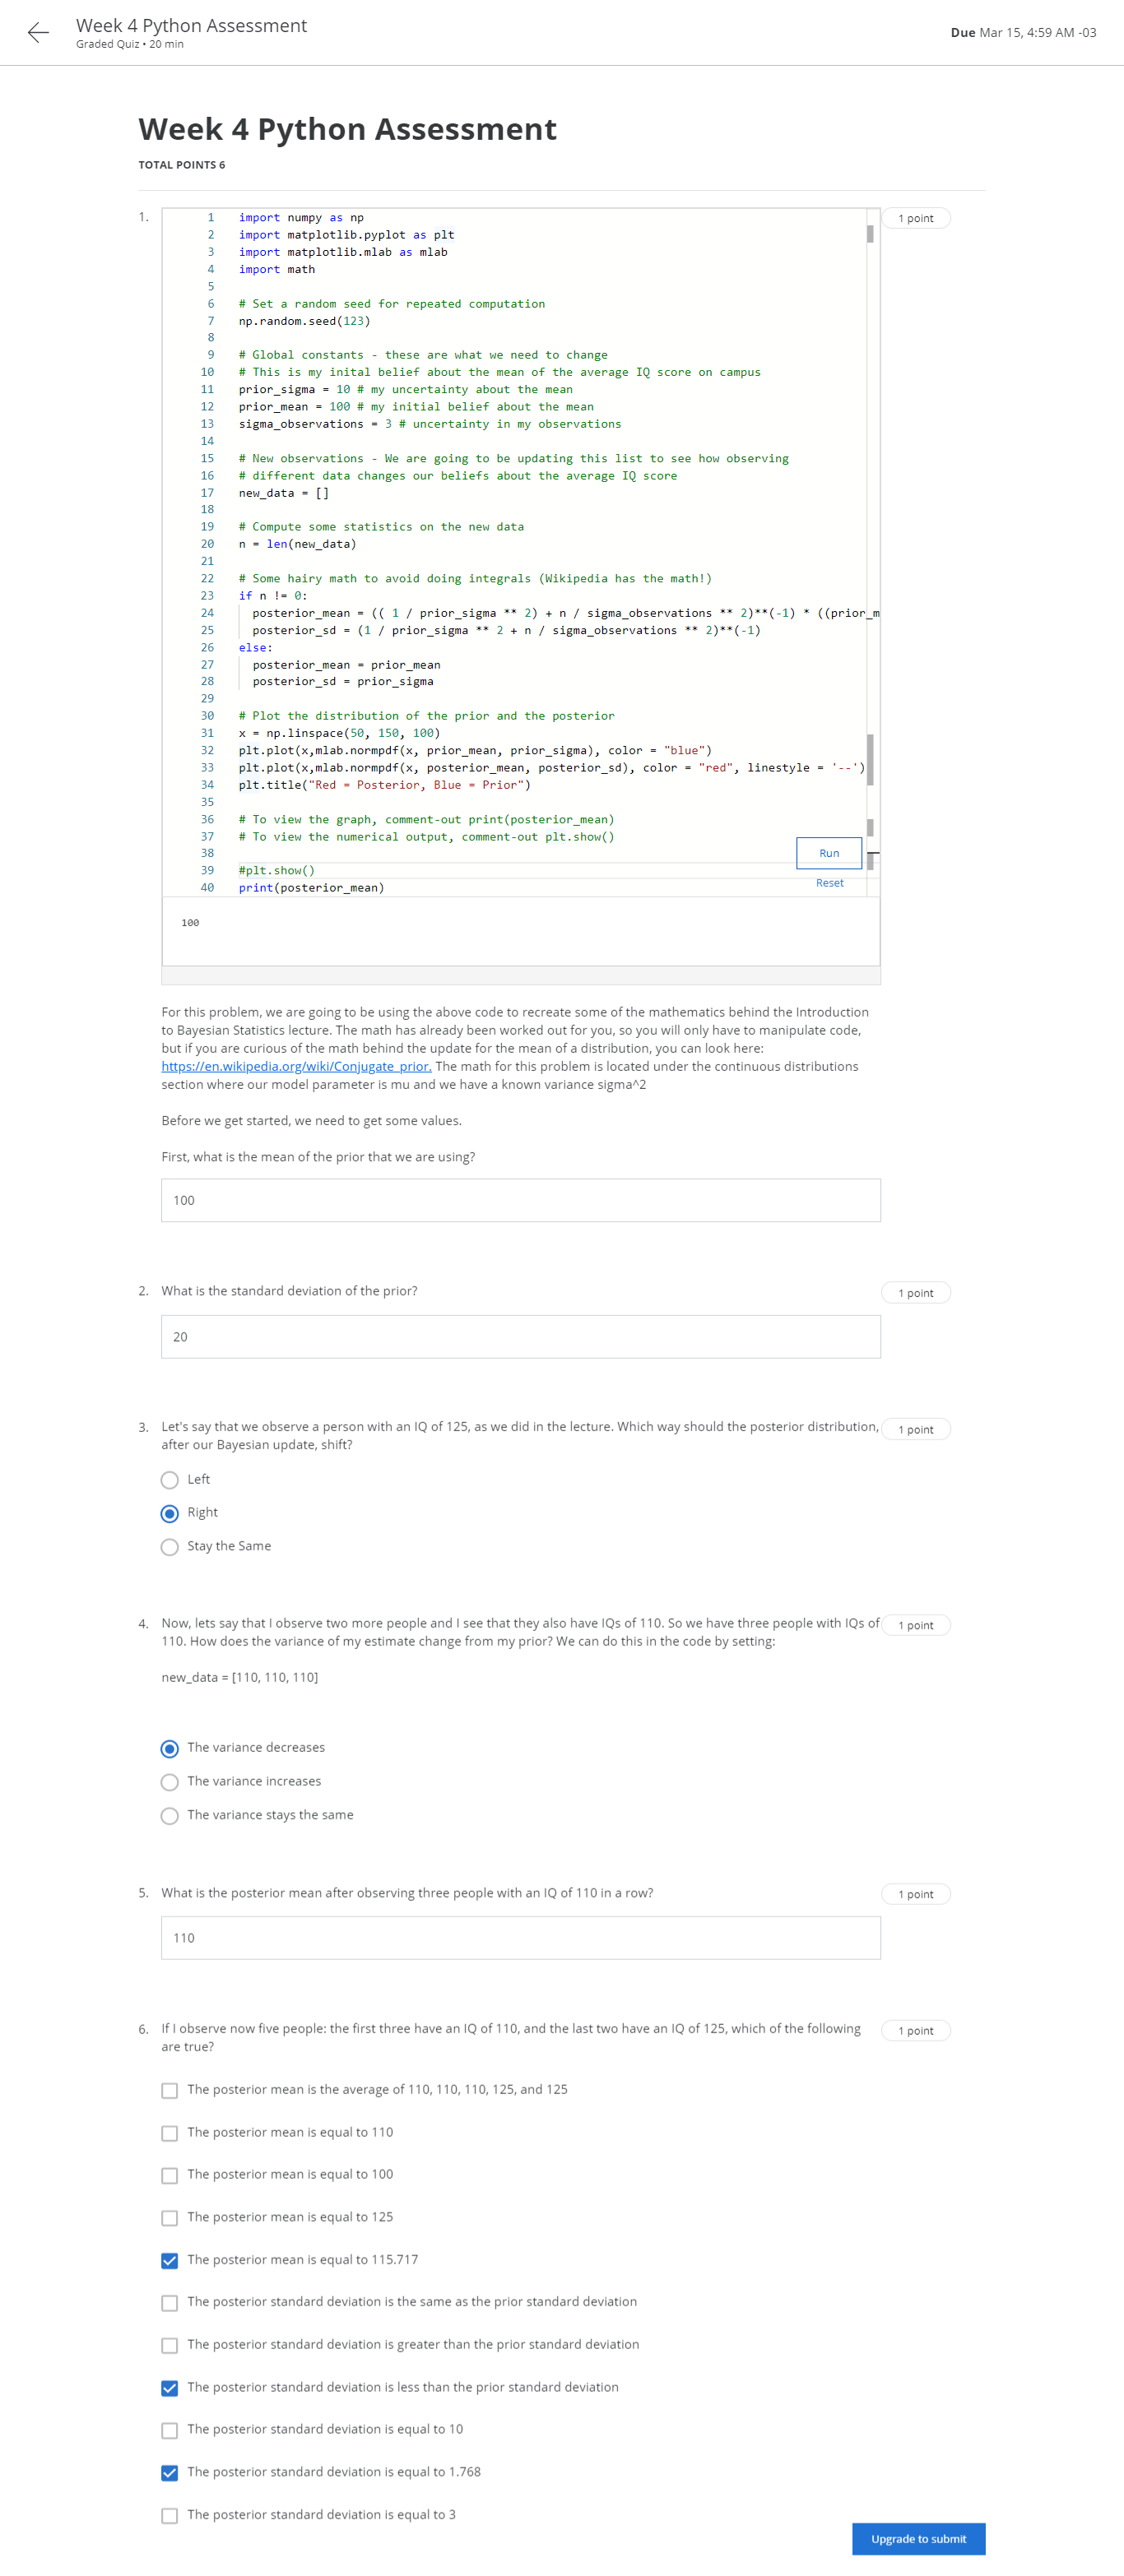 Week 4 Python Assessment
Graded Quiz • 20 min
Due Mar 15, 4:59 AM -03
Week 4 Python Assessment
TOTAL POINTS 6
1.
1 point
1 import numpy as np
2 import matplotlib.pyplot as plt
3 import matplotlib.mlab as mlab
4 import math
5
6 # Set a random seed for repeated computation
7 np.random.seed(123)
8
9 # Global constants - these are what we need to change
10 # This is my inital belief about the mean of the average IQ score on campus
11 prior_sigma = 10 # my uncertainty about the mean
12 prior_mean = 100 # my initial belief about the mean
13 sigma_observations = 3 # uncertainty in my observations
14
15 # New observations - We are going to be updating this list to see how observing
16 # different data changes our beliefs about the average IQ score
17 new_data = []
18
19 # Compute some statistics on the new data
20 n = len(new_data)
21
22 # Some hairy math to avoid doing integrals (Wikipedia has the math!)
23 if n != 0:
24 posterior_mean = (( 1 / prior_sigma ** 2) + n / sigma_observations ** 2)**(-1) * ((prior_m
25 posterior_sd = (1 / prior_sigma ** 2 + n / sigma_observations ** 2)**(-1)
26 else:
27 posterior_mean = prior_mean
28 posterior_sd = prior_sigma
29
30 # Plot the distribution of the prior and the posterior
31 x = np.linspace(50, 150, 100)
32 plt.plot(x,mlab.normpdf(x, prior_mean, prior_sigma), color = "blue")
33 plt.plot(x,mlab.normpdf(x, posterior_mean, posterior_sd), color = "red", linestyle = '--')
34 plt.title("Red = Posterior, Blue = Prior")
35
36 # To view the graph, comment-out print(posterior_mean)
37 # To view the numerical output, comment-out plt.show()
38
Run
39 #plt.show()
Reset
40 print(posterior_mean)
100
For this problem, we are going to be using the above code to recreate some of the mathematics behind the Introduction
to Bayesian Statistics lecture. The math has already been worked out for you, so you will only have to manipulate code,
but if you are curious of the math behind the update for the mean of a distribution, you can look here:
https://en.wikipedia.org/wiki/Conjugate_prior. The math for this problem is located under the continuous distributions
section where our model parameter is mu and we have a known variance sigma^2
Before we get started, we need to get some values.
First, what is the mean of the prior that we are using?
100
2. What is the standard deviation of the prior?
1 point
20
3. Let's say that we observe a person with an IQ of 125, as we did in the lecture. Which way should the posterior distribution,
after our Bayesian update, shift?
1 point
Left
Right
Stay the Same
4. Now, lets say that I observe two more people and I see that they also have IQs of 110. So we have three people with IQs of
110. How does the variance of my estimate change from my prior? We can do this in the code by setting:
1 point
new_data = [110, 110, 110]
The variance decreases
The variance increases
The variance stays the same
5. What is the posterior mean after observing three people with an IQ of 110 in a row?
1 point
110
6. If I observe now five people: the first three have an IQ of 110, and the last two have an IQ of 125, which of the following
are true?
1 point
The posterior mean is the average of 110, 110, 110, 125, and 125
The posterior mean is equal to 110
The posterior mean is equal to 100
The posterior mean is equal to 125
The posterior mean is equal to 115.717
The posterior standard deviation is the same as the prior standard deviation
The posterior standard deviation is greater than the prior standard deviation
The posterior standard deviation is less than the prior standard deviation
The posterior standard deviation is equal to 10
The posterior standard deviation is equal to 1.768
The posterior standard deviation is equal to 3
Upgrade to submit